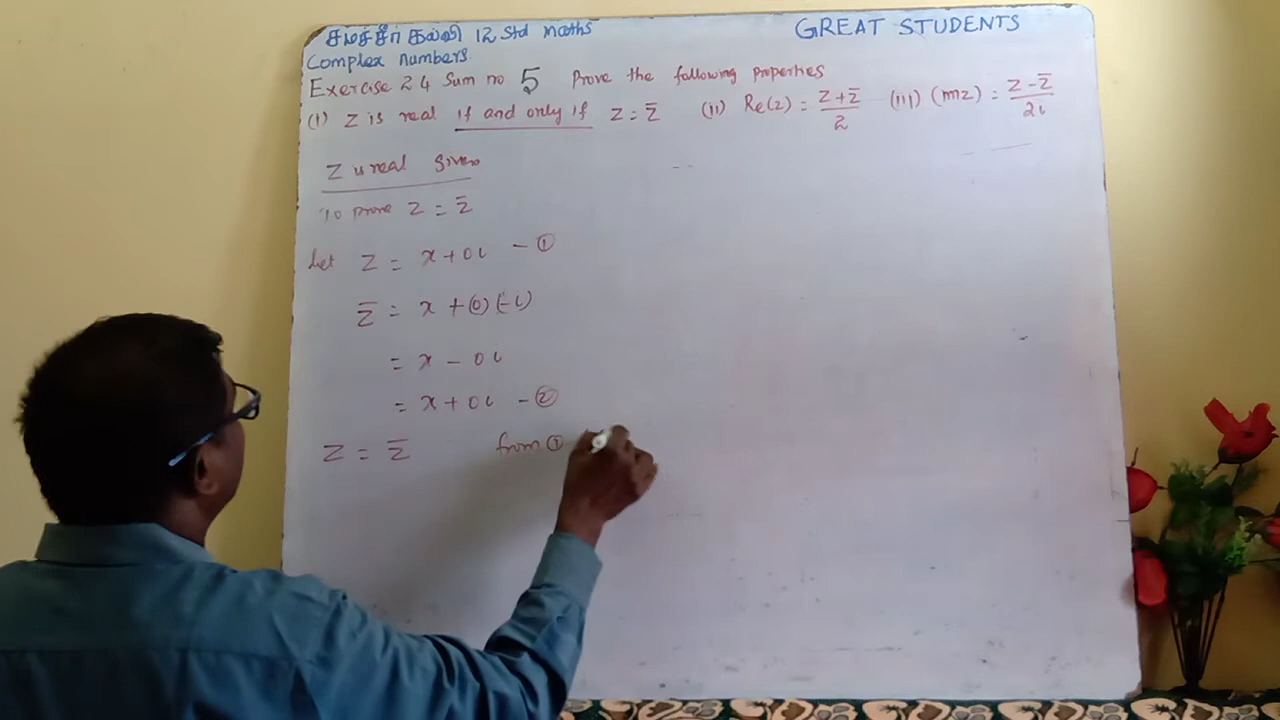 சமச்சீர் கல்வி 12 std maths GREAT STUDENTS
Complex numbers
Exercise 2 4 Sum no 5 Prove the following properties
(i) Z is real if and only if Z = Z̄ (ii) Re(z) = Z + Z̄ / 2 (iii) (mz) = Z - Z̄ / 2i
Z is real Given
To prove Z = Z̄
Let Z = x + 0i - ①
Z̄ = x + (0)(-i)
= x - 0i
= x + 0i - ②
Z = Z̄ from ①